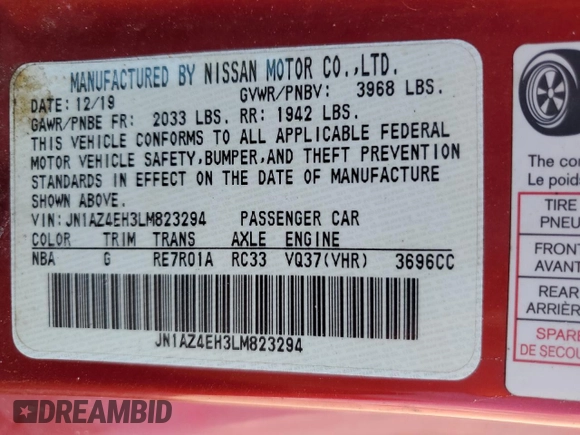 MANUFACTURED BY NISSAN MOTOR CO.,LTD.
DATE: 12/19 GVWR/PNBV: 3968 LBS.
GAWR/PNBE FR: 2033 LBS. RR: 1942 LBS.
THIS VEHICLE CONFORMS TO ALL APPLICABLE FEDERAL
MOTOR VEHICLE SAFETY,BUMPER,AND THEFT PREVENTION
STANDARDS IN EFFECT ON THE DATE OF MANUFACTURE
SHOWN ABOVE.
VIN:JN1AZ4EH3LM823294 PASSENGER CAR
COLOR TRIM TRANS AXLE ENGINE
NBA G RE7R01A RC33 VQ37(VHR) 3696CC
JN1AZ4EH3LM823294
The co
Le poids
TIRE
PNEU
FRONT
AVANT
REAR
ARRIÈR
SPARE
DE SECOU
DREAMBID